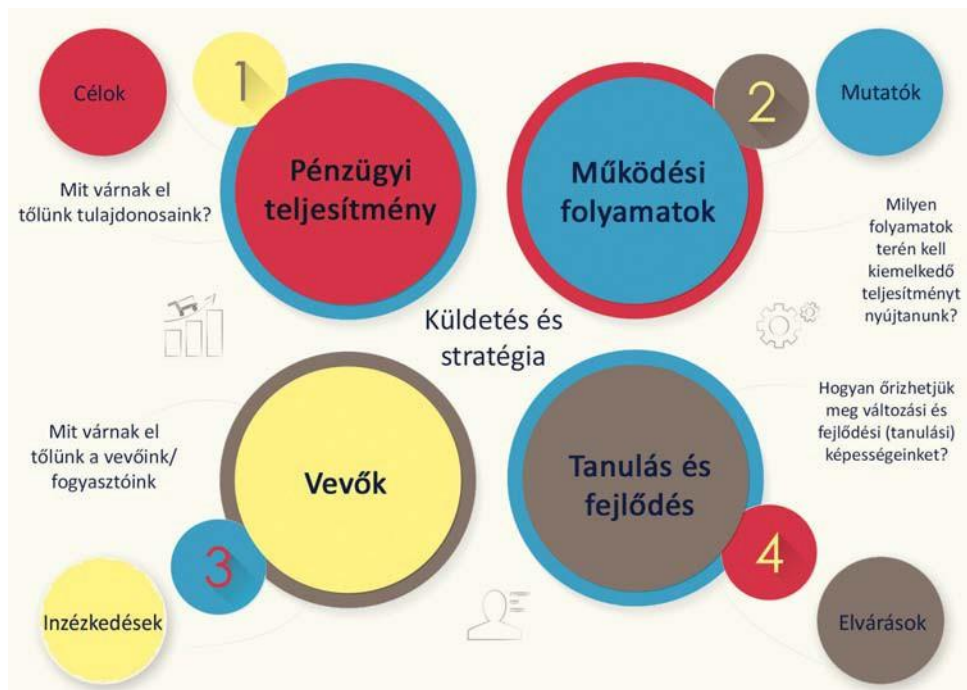 Célok
1
Pénzügyi
teljesítmény
Mit várnak el
tőlünk tulajdonosaink?
Működési
folyamatok
2
Mutatók
Milyen
folyamatok
terén kell
kiemelkedő
teljesítményt
nyújtanunk?
Küldetés és
stratégia
Mit várnak el
tőlünk a vevőink/
fogyasztóink
Vevők
3
Inzézkedések
Tanulás és
fejlődés
Hogyan őrizhetjük
meg változási és
fejlődési (tanulási)
képességeinket?
4
Elvárások